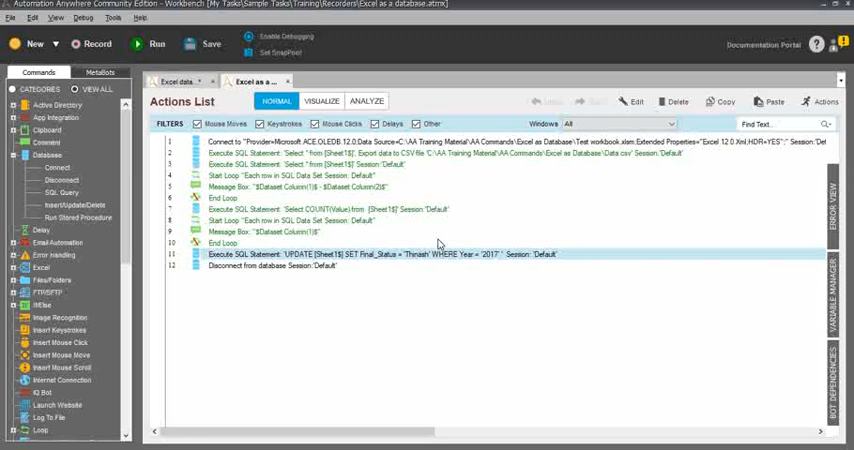 Automation Anywhere Community Edition - Workbench [My Tasks\Sample Tasks\Training\Recorders\Excel as a database.atmx]
File Edit View Debug Tools Help
New Record Run Save Enable Debugging
Set SnapPoint
Documentation Portal
Commands MetaBots
Excel data...* Excel as a ...
CATEGORIES VIEW ALL
Actions List NORMAL VISUALIZE ANALYZE
Edit Delete Copy Paste Actions
FILTERS Mouse Moves Keystrokes Mouse Clicks Delays Other Windows All Find Text...
Active Directory
App Integration
Clipboard
Comment
Database
Connect
Disconnect
SQL Query
Insert/Update/Delete
Run Stored Procedure
Delay
Email Automation
Error handling
Excel
Files/Folders
FTP/SFTP
If/Else
Image Recognition
Insert Keystrokes
Insert Mouse Click
Insert Mouse Move
Insert Mouse Scroll
Internet Connection
IQ Bot
Launch Website
Log To File
Loop
1 Connect to "Provider=Microsoft.ACE.OLEDB.12.0;Data Source=C:\AA Training Material\AA Commands\Excel as Database\Test workbook.xlsm;Extended Properties="Excel 12.0 Xml;HDR=YES";" Session:'Def
2 Execute SQL Statement: 'Select * from [Sheet1$]', Export data to CSV file 'C:\AA Training Material\AA Commands\Excel as Database\Data csv' Session:'Default'
3 Execute SQL Statement: 'Select * from [Sheet1$]' Session:'Default'
4 Start Loop "Each row in SQL Data Set Session: Default"
5 Message Box: "$Dataset Column(1)$ - $Dataset Column(2)$"
6 End Loop
7 Execute SQL Statement: 'Select COUNT(Value) from [Sheet1$]' Session:'Default'
8 Start Loop "Each row in SQL Data Set Session: Default"
9 Message Box: "$Dataset Column(1)$"
10 End Loop
11 Execute SQL Statement: 'UPDATE [Sheet1$] SET Final_Status = 'Thinash' WHERE Year = '2017' ' Session: 'Default'
12 Disconnect from database Session:'Default'
ERROR VIEW
VARIABLE MANAGER
BOT DEPENDENCIES